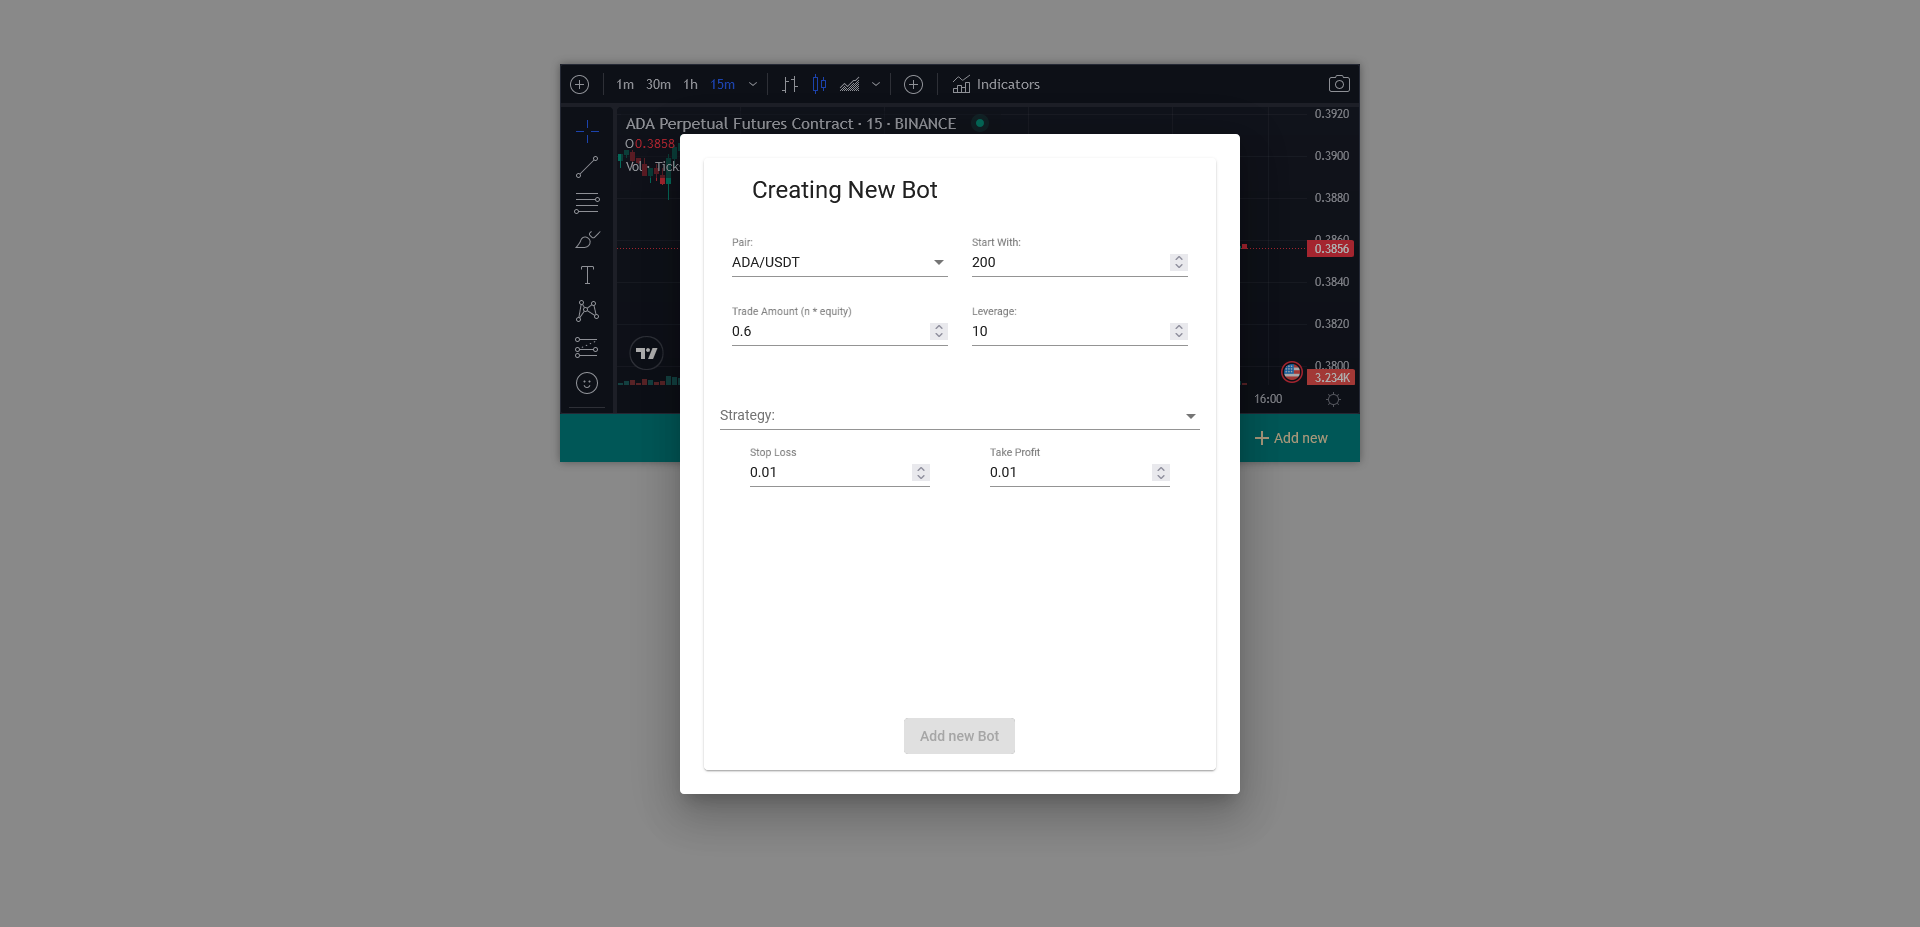 1m 30m 1h 15m Indicators
ADA Perpetual Futures Contract · 15 · BINANCE
O0.3858
Vol · Tick
0.3920
0.3900
0.3880
0.3856
0.3840
0.3820
0.3800
3.234K
16:00
Add new
Creating New Bot
Pair:
ADA/USDT
Start With:
200
Trade Amount (n * equity)
0.6
Leverage:
10
Strategy:
Stop Loss
0.01
Take Profit
0.01
Add new Bot